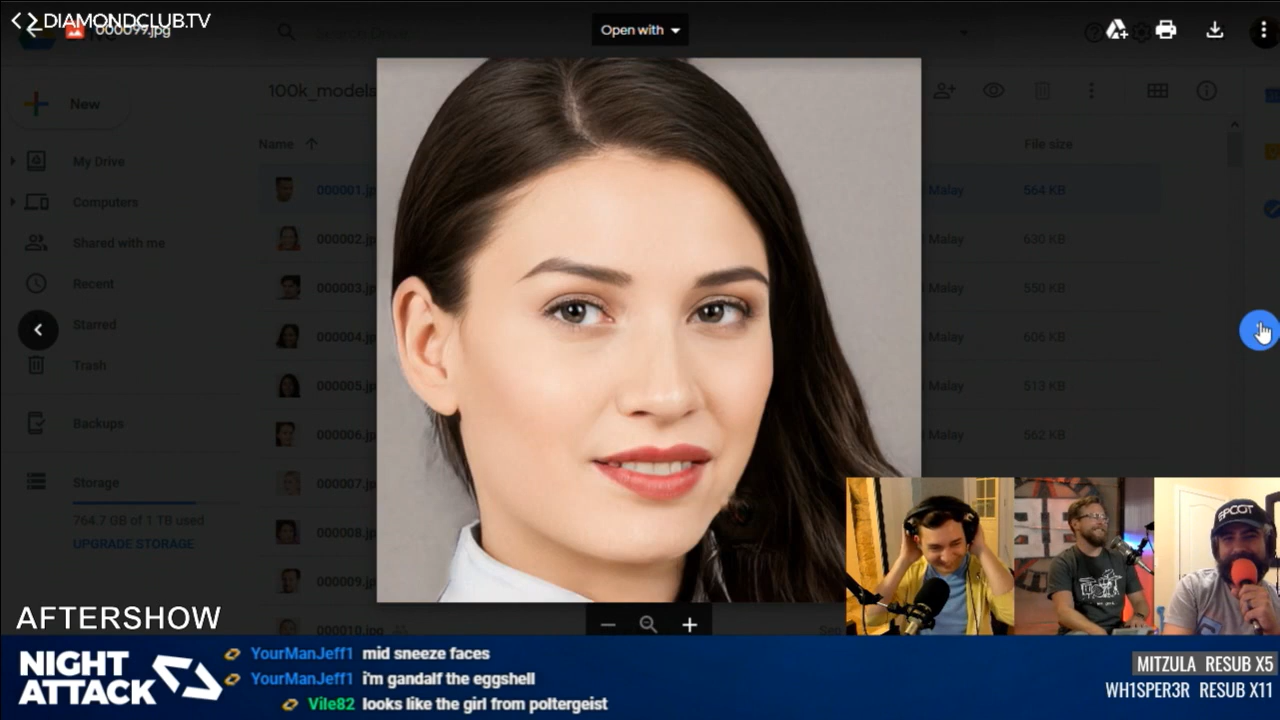 DIAMONDCLUB.TV
000099.jpg
Open with
New
100k_models
Name
File size
My Drive
000001.jp
Malay
564 KB
Computers
000002.jp
Malay
630 KB
Shared with me
000003.jp
Malay
550 KB
Recent
000004.jp
Malay
606 KB
Starred
000005.jp
Malay
513 KB
Trash
000006.jp
Malay
562 KB
Backups
000007.j
Storage
000008.j
764.7 GB of 1 TB used
UPGRADE STORAGE
000009.j
000010.jpg
Sep
EPCOT
AFTERSHOW
NIGHT
ATTACK
YourManJeff1 mid sneeze faces
YourManJeff1 i'm gandalf the eggshell
Vile82 looks like the girl from poltergeist
MITZULA RESUB X5
WH1SPER3R RESUB X11